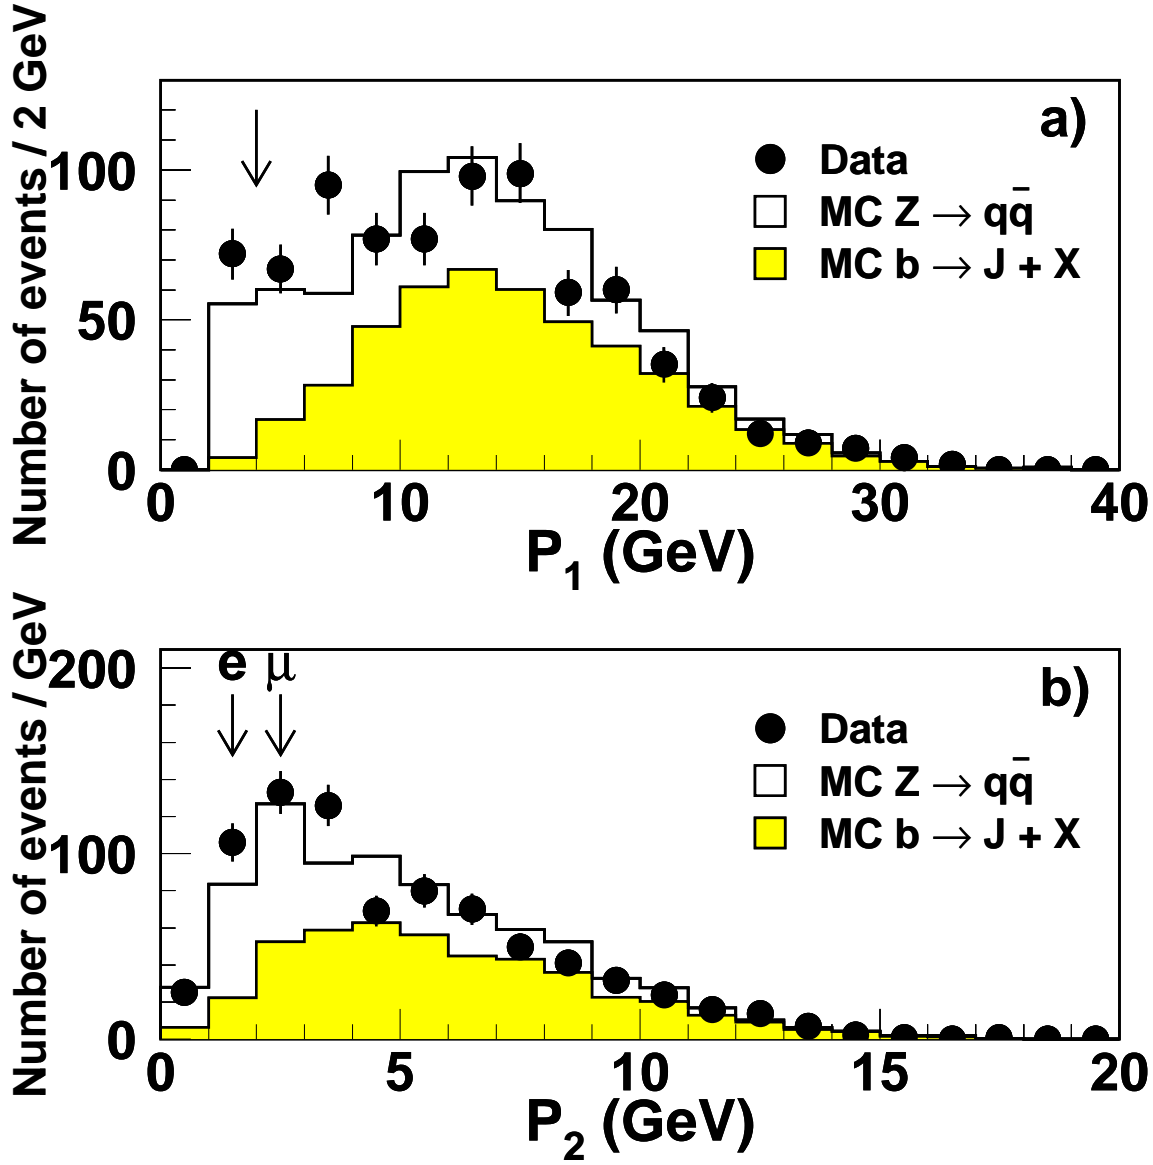 Number of events / 2 GeV
a)
Data
MC Z → qq̄
MC b → J + X
100
50
0
0 10 20 30 40
P₁ (GeV)
Number of events / GeV
e μ
b)
Data
MC Z → qq̄
MC b → J + X
200
100
0
0 5 10 15 20
P₂ (GeV)